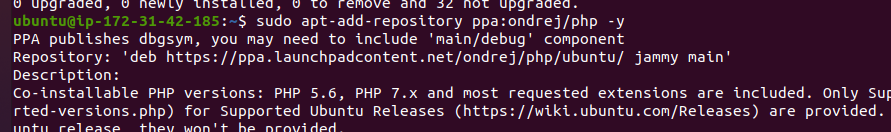 0 upgraded, 0 newly installed, 0 to remove and 32 not upgraded.
ubuntu@ip-172-31-42-185:~$ sudo apt-add-repository ppa:ondrej/php -y
PPA publishes dbgsym, you may need to include 'main/debug' component
Repository: 'deb https://ppa.launchpadcontent.net/ondrej/php/ubuntu/ jammy main'
Description:
Co-installable PHP versions: PHP 5.6, PHP 7.x and most requested extensions are included. Only Sup
rted-versions.php) for Supported Ubuntu Releases (https://wiki.ubuntu.com/Releases) are provided.
untu release, they won't be provided.